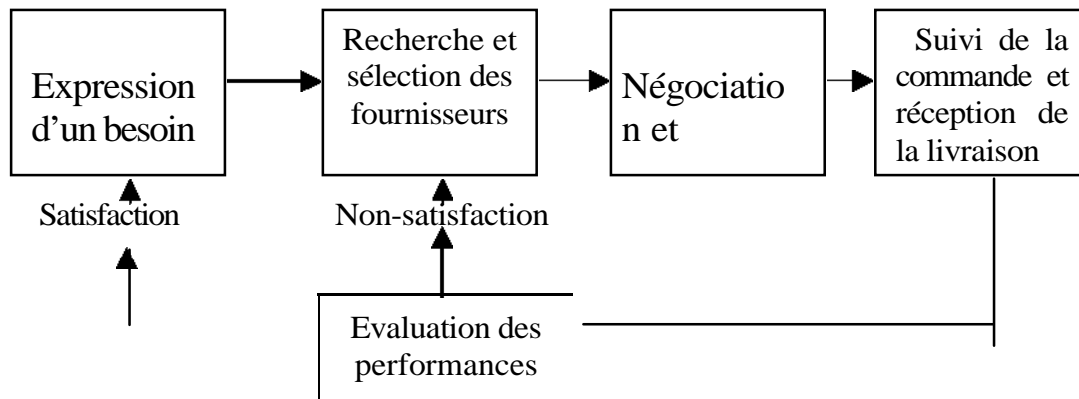 Expression
d’un besoin
Recherche et
sélection des
fournisseurs
Négociatio
n et
Suivi de la
commande et
réception de
la livraison
Satisfaction
Non-satisfaction
Evaluation des
performances